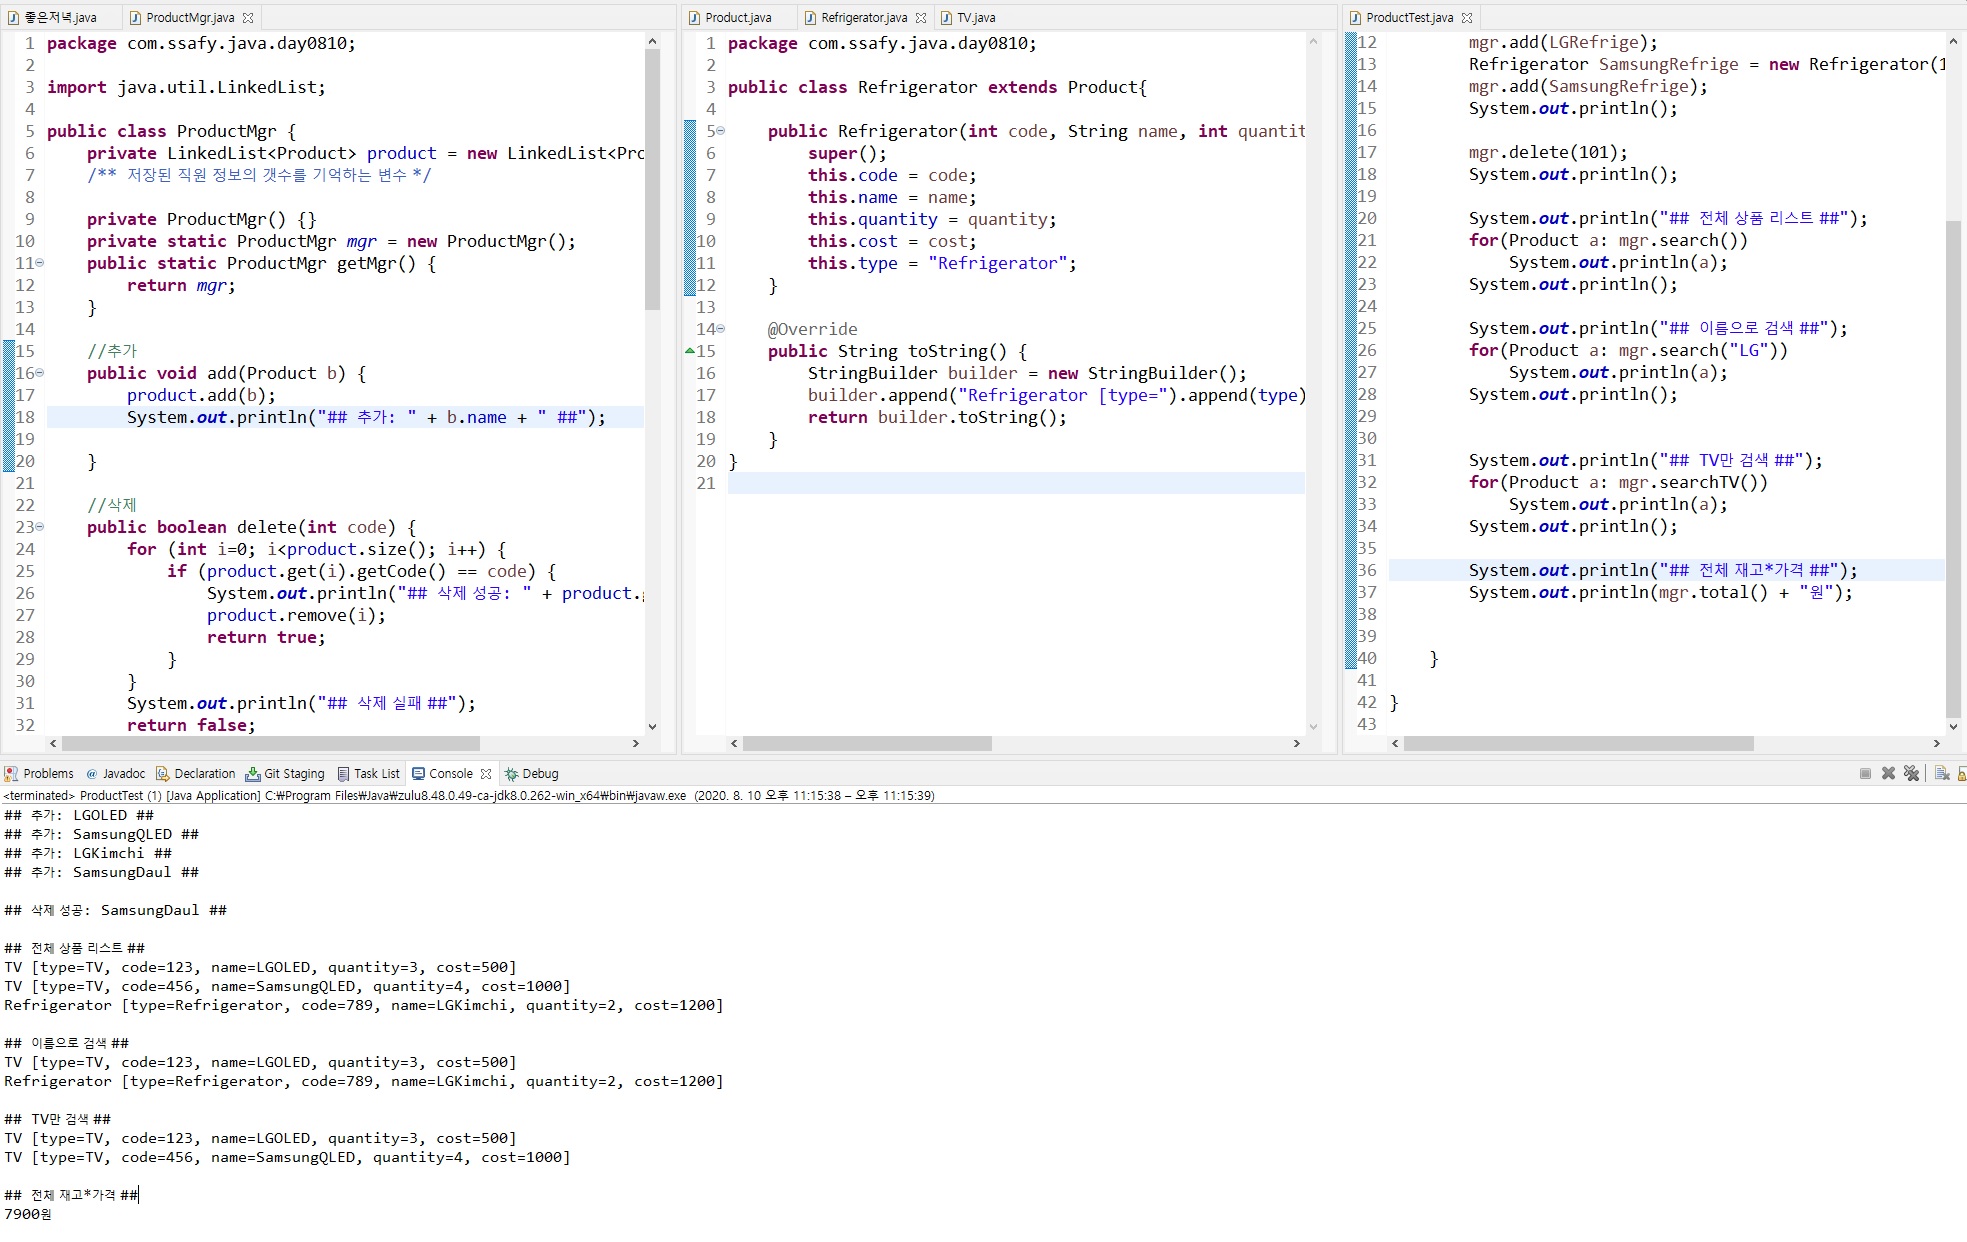 좋은저녁.java
ProductMgr.java
1 package com.ssafy.java.day0810;
2
3 import java.util.LinkedList;
4
5 public class ProductMgr {
6     private LinkedList<Product> product = new LinkedList<Pro
7     /** 저장된 직원 정보의 갯수를 기억하는 변수 */
8
9     private ProductMgr() {}
10     private static ProductMgr mgr = new ProductMgr();
11     public static ProductMgr getMgr() {
12         return mgr;
13     }
14
15     //추가
16     public void add(Product b) {
17         product.add(b);
18         System.out.println("## 추가: " + b.name + " ##");
19
20     }
21
22     //삭제
23     public boolean delete(int code) {
24         for (int i=0; i<product.size(); i++) {
25             if (product.get(i).getCode() == code) {
26                 System.out.println("## 삭제 성공: " + product.g
27                 product.remove(i);
28                 return true;
29             }
30         }
31         System.out.println("## 삭제 실패 ##");
32         return false;
Product.java
Refrigerator.java
TV.java
1 package com.ssafy.java.day0810;
2
3 public class Refrigerator extends Product{
4
5     public Refrigerator(int code, String name, int quantit
6         super();
7         this.code = code;
8         this.name = name;
9         this.quantity = quantity;
10         this.cost = cost;
11         this.type = "Refrigerator";
12     }
13
14     @Override
15     public String toString() {
16         StringBuilder builder = new StringBuilder();
17         builder.append("Refrigerator [type=").append(type)
18         return builder.toString();
19     }
20 }
21
ProductTest.java
12         mgr.add(LGRefrige);
13         Refrigerator SamsungRefrige = new Refrigerator(1
14         mgr.add(SamsungRefrige);
15         System.out.println();
16
17         mgr.delete(101);
18         System.out.println();
19
20         System.out.println("## 전체 상품 리스트 ##");
21         for(Product a: mgr.search())
22             System.out.println(a);
23         System.out.println();
24
25         System.out.println("## 이름으로 검색 ##");
26         for(Product a: mgr.search("LG"))
27             System.out.println(a);
28         System.out.println();
29
30
31         System.out.println("## TV만 검색 ##");
32         for(Product a: mgr.searchTV())
33             System.out.println(a);
34         System.out.println();
35
36         System.out.println("## 전체 재고*가격 ##");
37         System.out.println(mgr.total() + "원");
38
39
40     }
41
42 }
43
Problems @ Javadoc Declaration Git Staging Task List Console Debug
<terminated> ProductTest (1) [Java Application] C:₩Program Files₩Java₩zulu8.48.0.49-ca-jdk8.0.262-win_x64₩bin₩javaw.exe (2020. 8. 10 오후 11:15:38 – 오후 11:15:39)
## 추가: LGOLED ##
## 추가: SamsungQLED ##
## 추가: LGKimchi ##
## 추가: SamsungDaul ##
## 삭제 성공: SamsungDaul ##
## 전체 상품 리스트 ##
TV [type=TV, code=123, name=LGOLED, quantity=3, cost=500]
TV [type=TV, code=456, name=SamsungQLED, quantity=4, cost=1000]
Refrigerator [type=Refrigerator, code=789, name=LGKimchi, quantity=2, cost=1200]
## 이름으로 검색 ##
TV [type=TV, code=123, name=LGOLED, quantity=3, cost=500]
Refrigerator [type=Refrigerator, code=789, name=LGKimchi, quantity=2, cost=1200]
## TV만 검색 ##
TV [type=TV, code=123, name=LGOLED, quantity=3, cost=500]
TV [type=TV, code=456, name=SamsungQLED, quantity=4, cost=1000]
## 전체 재고*가격 ##
7900원